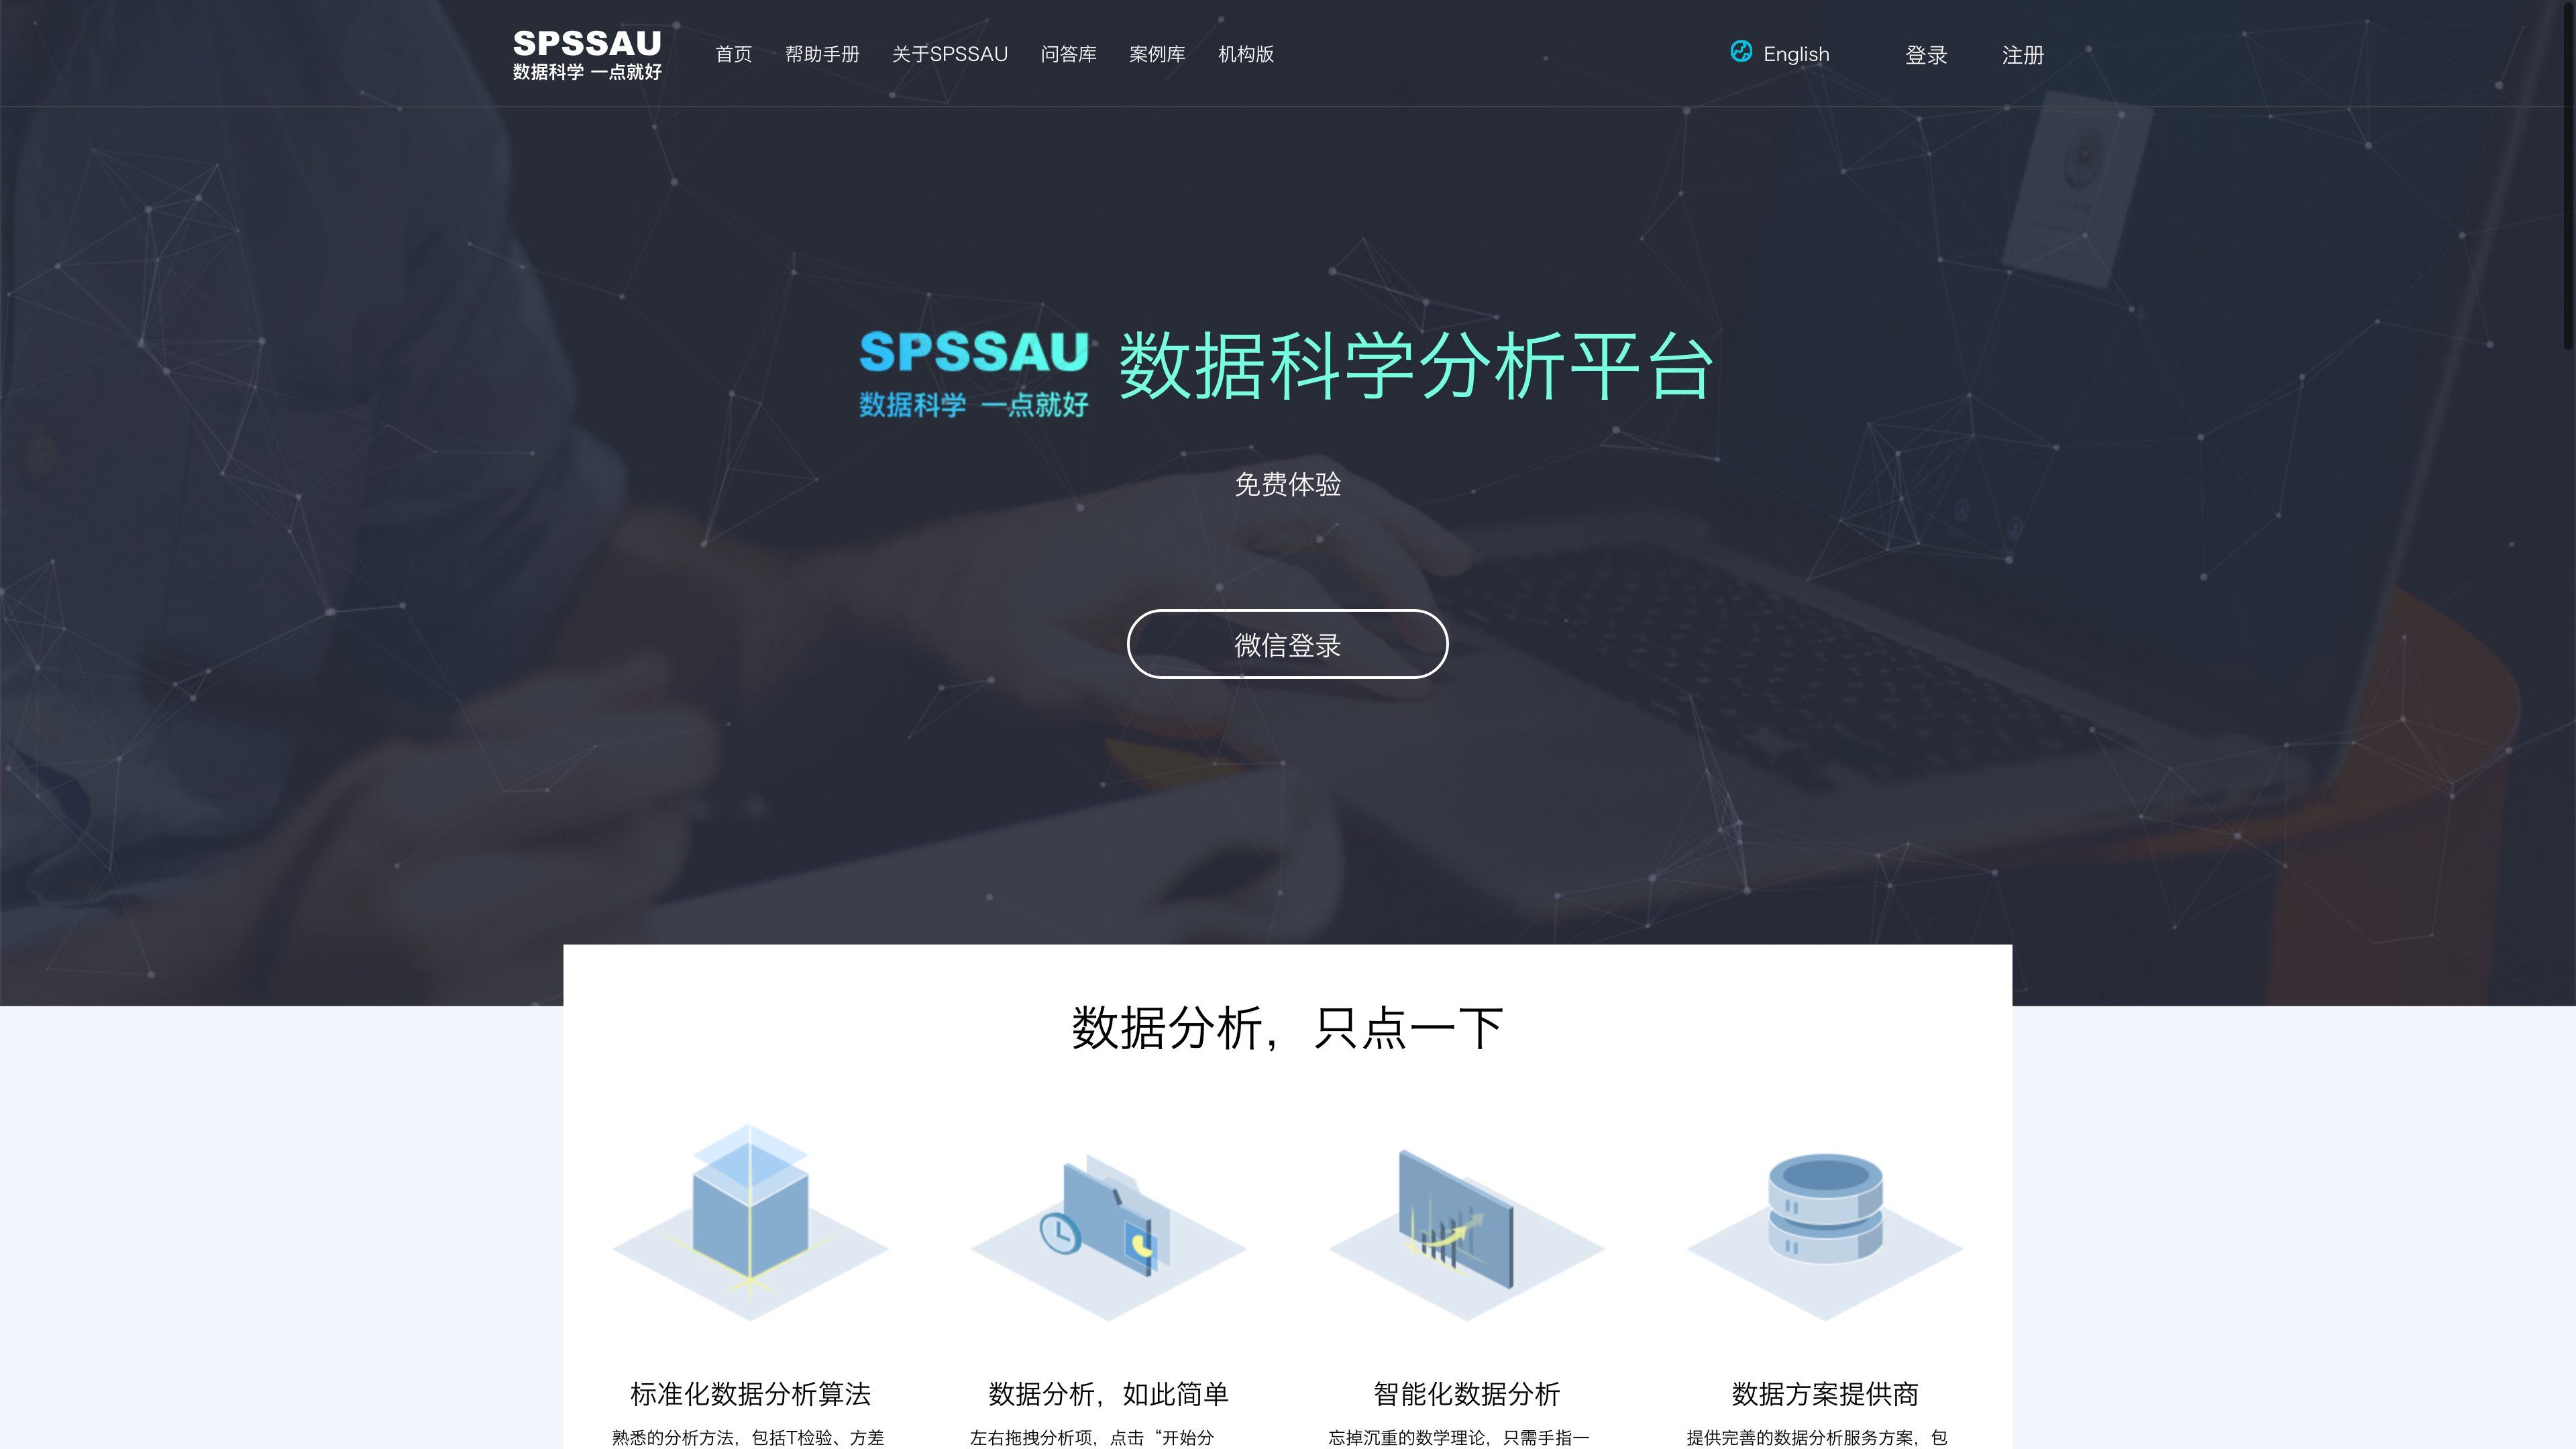 SPSSAU
数据科学 一点就好
首页 帮助手册 关于SPSSAU 问答库 案例库 机构版
English 登录 注册
SPSSAU
数据科学 一点就好
数据科学分析平台
免费体验
微信登录
数据分析，只点一下
标准化数据分析算法
熟悉的分析方法，包括T检验、方差
数据分析，如此简单
左右拖拽分析项，点击“开始分
智能化数据分析
忘掉沉重的数学理论，只需手指一
数据方案提供商
提供完善的数据分析服务方案，包